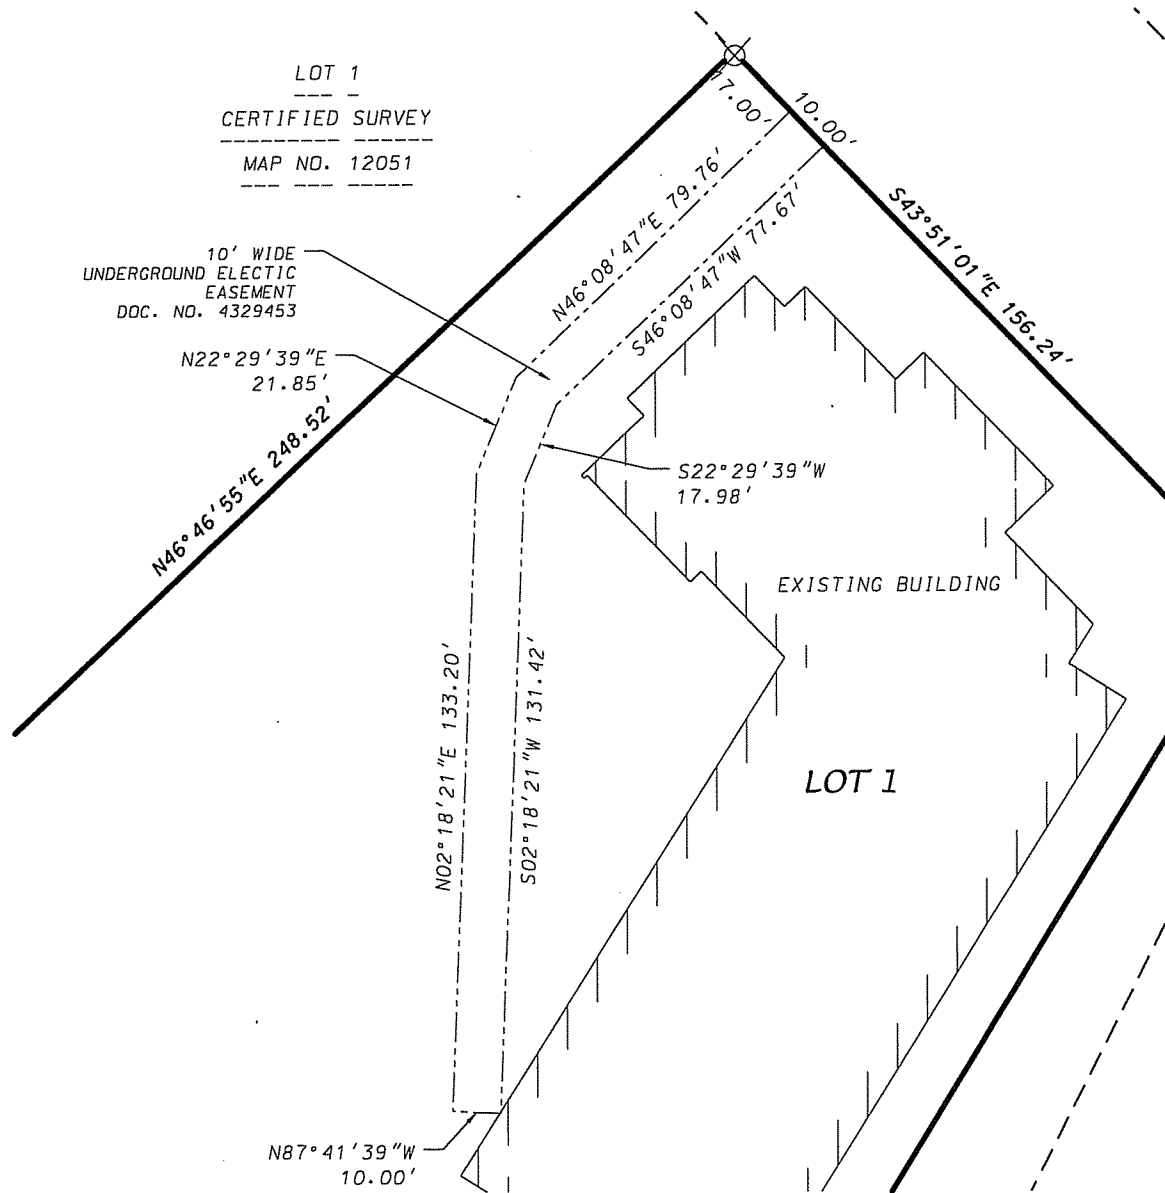 LOT 1
CERTIFIED SURVEY
MAP NO. 12051
17.00'
10.00'
10' WIDE
UNDERGROUND ELECTIC
EASEMENT
DOC. NO. 4329453
N46°08'47"E 79.76'
S46°08'47"W 77.67'
S43°51'01"E 156.24'
N22°29'39"E
21.85'
N46°46'55"E 248.52'
S22°29'39"W
17.98'
EXISTING BUILDING
N02°18'21"E 133.20'
S02°18'21"W 131.42'
LOT 1
N87°41'39"W
10.00'